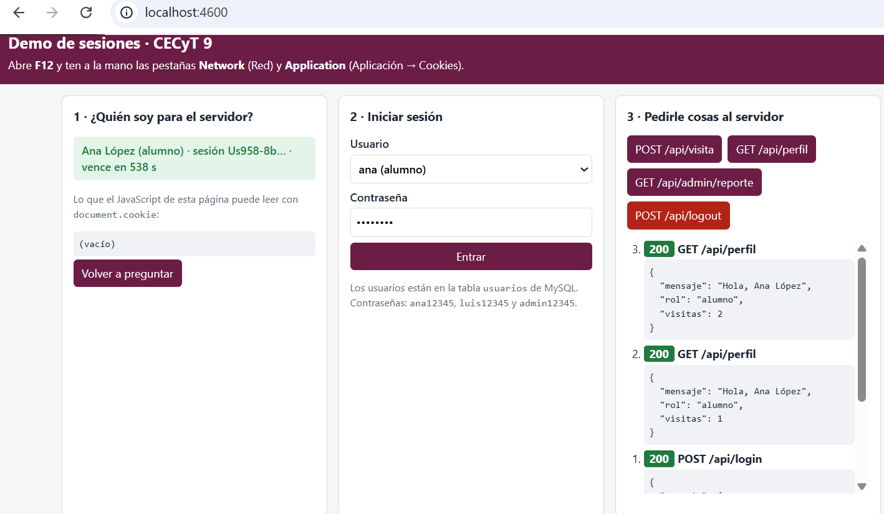 localhost:4600
Demo de sesiones · CECyT 9
Abre F12 y ten a la mano las pestañas Network (Red) y Application (Aplicación → Cookies).
1 · ¿Quién soy para el servidor?
Ana López (alumno) · sesión Us958-8b... ·
vence en 538 s
Lo que el JavaScript de esta página puede leer con
document.cookie:
(vacío)
Volver a preguntar
2 · Iniciar sesión
Usuario
ana (alumno)
Contraseña
••••••••
Entrar
Los usuarios están en la tabla usuarios de MySQL.
Contraseñas: ana12345, luis12345 y admin12345.
3 · Pedirle cosas al servidor
POST /api/visita
GET /api/perfil
GET /api/admin/reporte
POST /api/logout
3. 200 GET /api/perfil
{
"mensaje": "Hola, Ana López",
"rol": "alumno",
"visitas": 2
}
2. 200 GET /api/perfil
{
"mensaje": "Hola, Ana López",
"rol": "alumno",
"visitas": 1
}
1. 200 POST /api/login
{